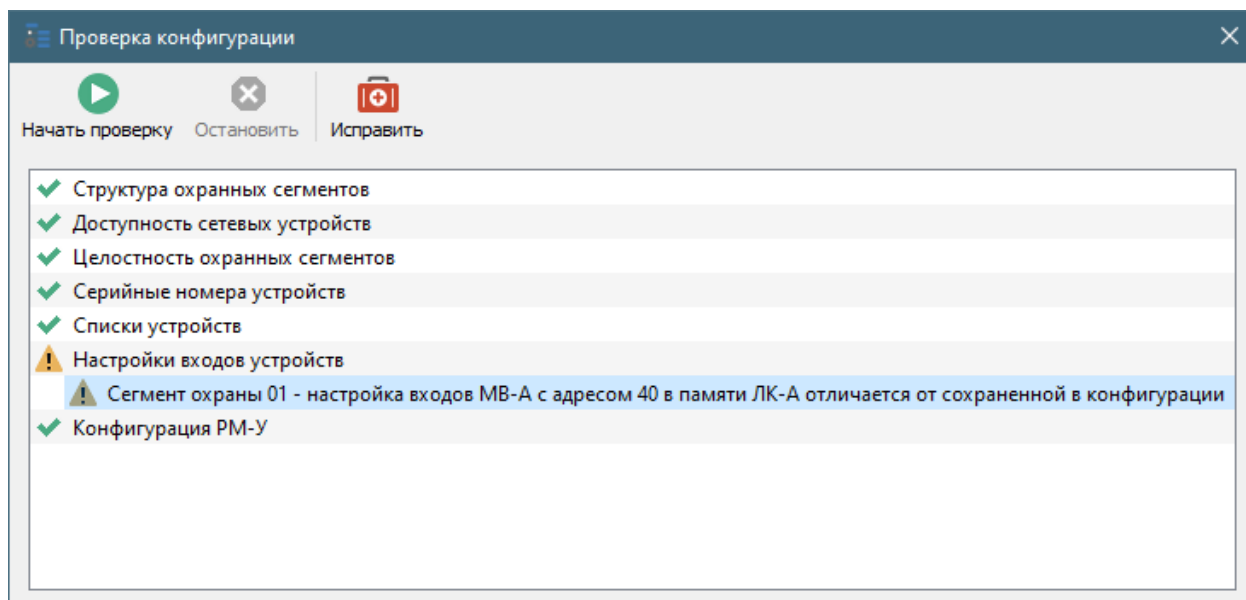 Проверка конфигурации
Начать проверку Остановить Исправить
Структура охранных сегментов
Доступность сетевых устройств
Целостность охранных сегментов
Серийные номера устройств
Списки устройств
Настройки входов устройств
Сегмент охраны 01 - настройка входов МВ-А с адресом 40 в памяти ЛК-А отличается от сохраненной в конфигурации
Конфигурация РМ-У